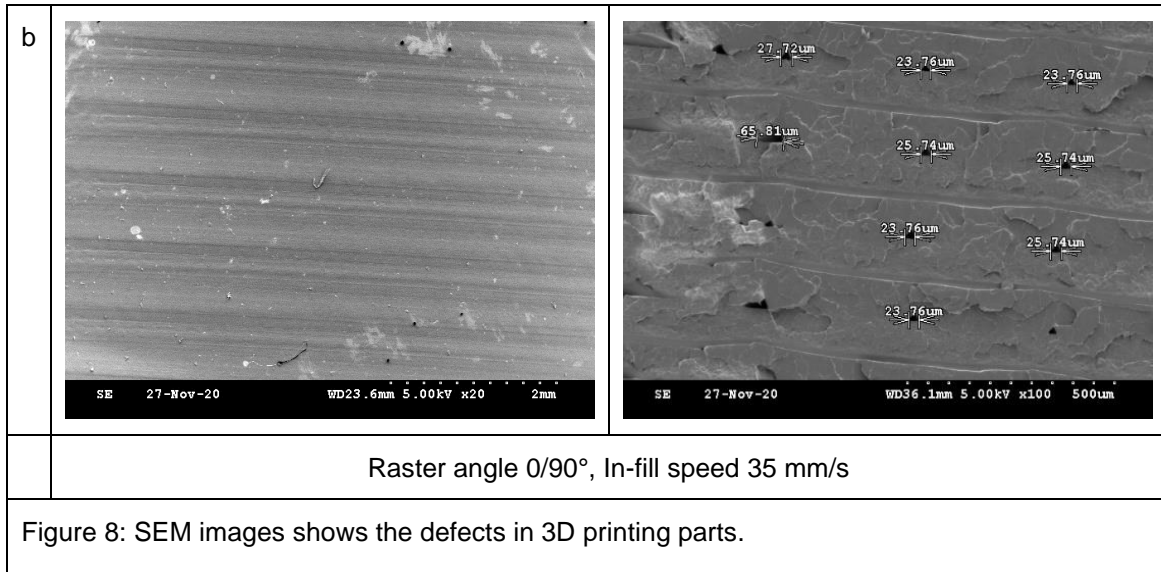 b
SE 27-Nov-20 WD23.6mm 5.00kV x20 2mm
27.72um
23.76um
23.76um
65.81um
25.74um
25.74um
23.76um
25.74um
23.76um
SE 27-Nov-20 WD36.1mm 5.00kV x100 500um
Raster angle 0/90°, In-fill speed 35 mm/s
Figure 8: SEM images shows the defects in 3D printing parts.